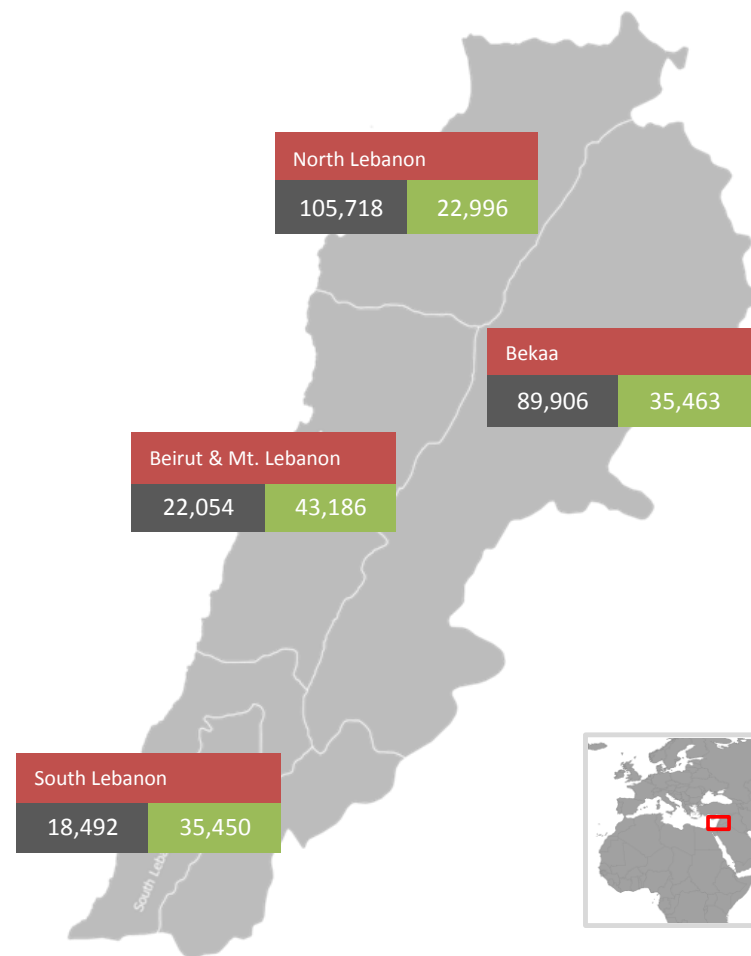 North Lebanon
105,718 22,996
Bekaa
89,906 35,463
Beirut & Mt. Lebanon
22,054 43,186
South Lebanon
18,492 35,450
South